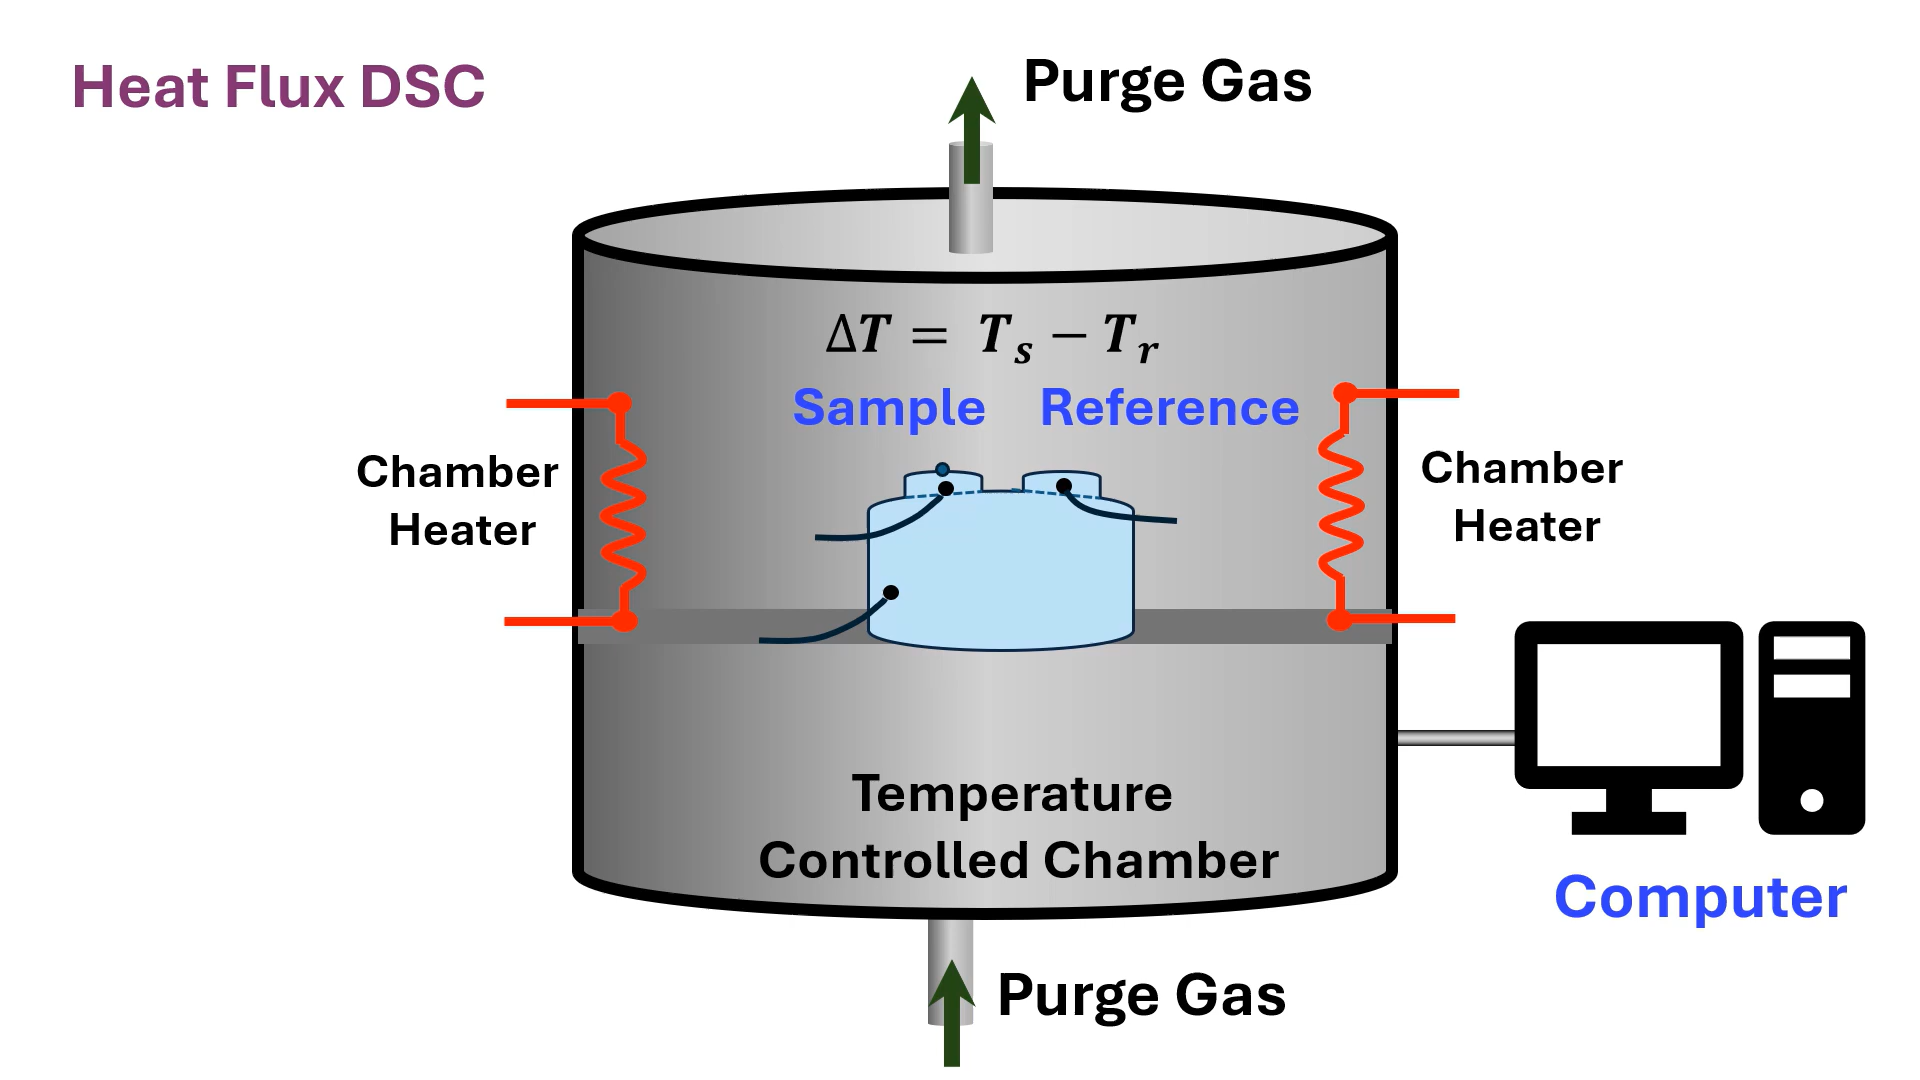 Heat Flux DSC
Purge Gas
ΔT = Tₛ − Tᵣ
Sample
Reference
Chamber
Heater
Chamber
Heater
Temperature
Controlled Chamber
Computer
Purge Gas